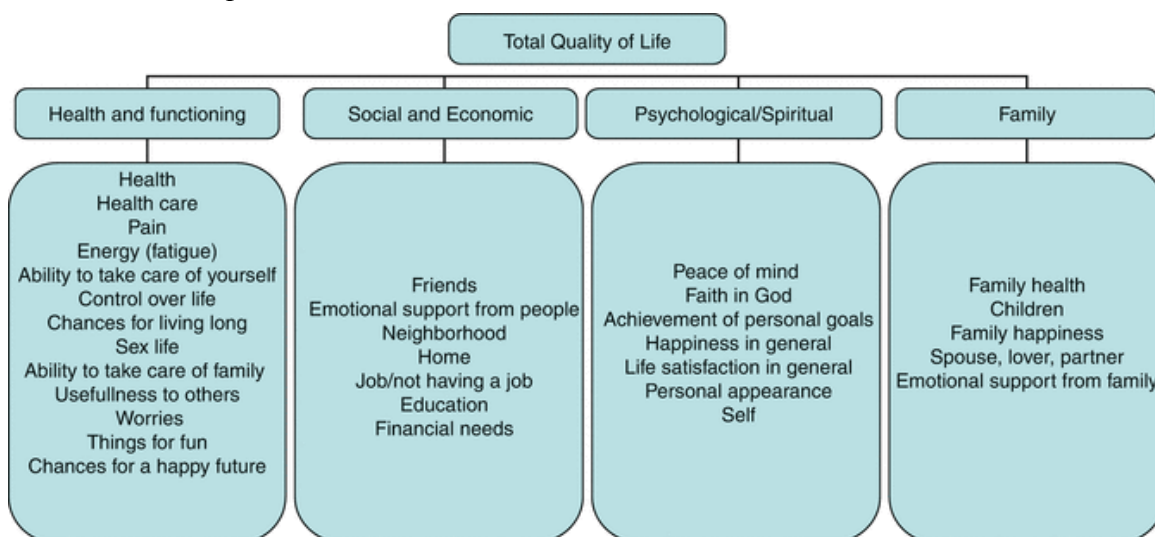 Total Quality of Life
Health and functioning
Social and Economic
Psychological/Spiritual
Family
Health
Health care
Pain
Energy (fatigue)
Ability to take care of yourself
Control over life
Chances for living long
Sex life
Ability to take care of family
Usefullness to others
Worries
Things for fun
Chances for a happy future
Friends
Emotional support from people
Neighborhood
Home
Job/not having a job
Education
Financial needs
Peace of mind
Faith in God
Achievement of personal goals
Happiness in general
Life satisfaction in general
Personal appearance
Self
Family health
Children
Family happiness
Spouse, lover, partner
Emotional support from family